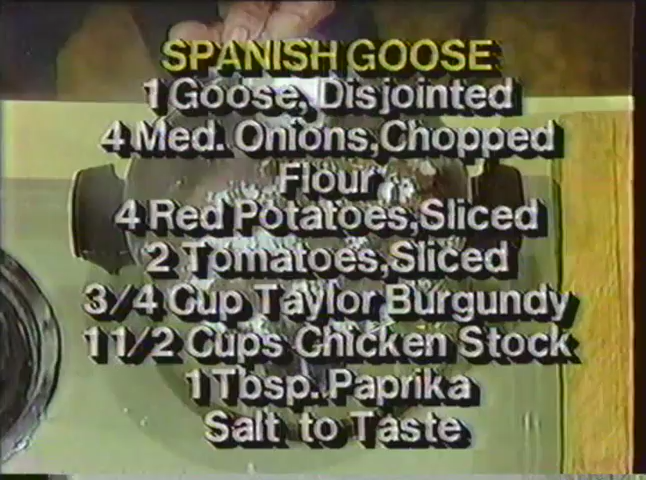 SPANISH GOOSE
1 Goose, Disjointed
4 Med. Onions,Chopped
Flour
4 Red Potatoes,Sliced
2 Tomatoes,Sliced
3/4 Cup Taylor Burgundy
1 1/2 Cups Chicken Stock
1 Tbsp. Paprika
Salt to Taste